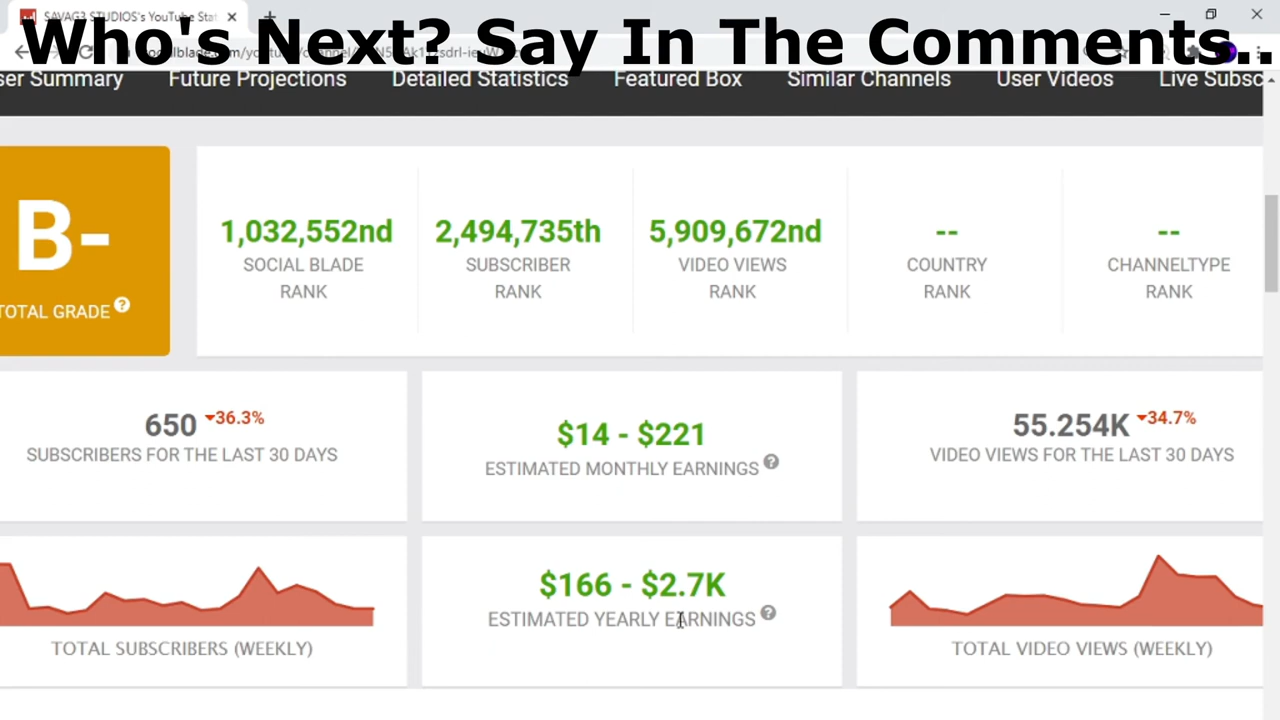 SAVAG3 STUDIOS's YouTube Stat
Who's Next? Say In The Comments..
ser Summary Future Projections Detailed Statistics Featured Box Similar Channels User Videos Live Subsc
B-
TOTAL GRADE ?
1,032,552nd
SOCIAL BLADE
RANK
2,494,735th
SUBSCRIBER
RANK
5,909,672nd
VIDEO VIEWS
RANK
--
COUNTRY
RANK
--
CHANNELTYPE
RANK
650 36.3%
SUBSCRIBERS FOR THE LAST 30 DAYS
$14 - $221
ESTIMATED MONTHLY EARNINGS ?
55.254K 34.7%
VIDEO VIEWS FOR THE LAST 30 DAYS
TOTAL SUBSCRIBERS (WEEKLY)
$166 - $2.7K
ESTIMATED YEARLY EARNINGS ?
TOTAL VIDEO VIEWS (WEEKLY)